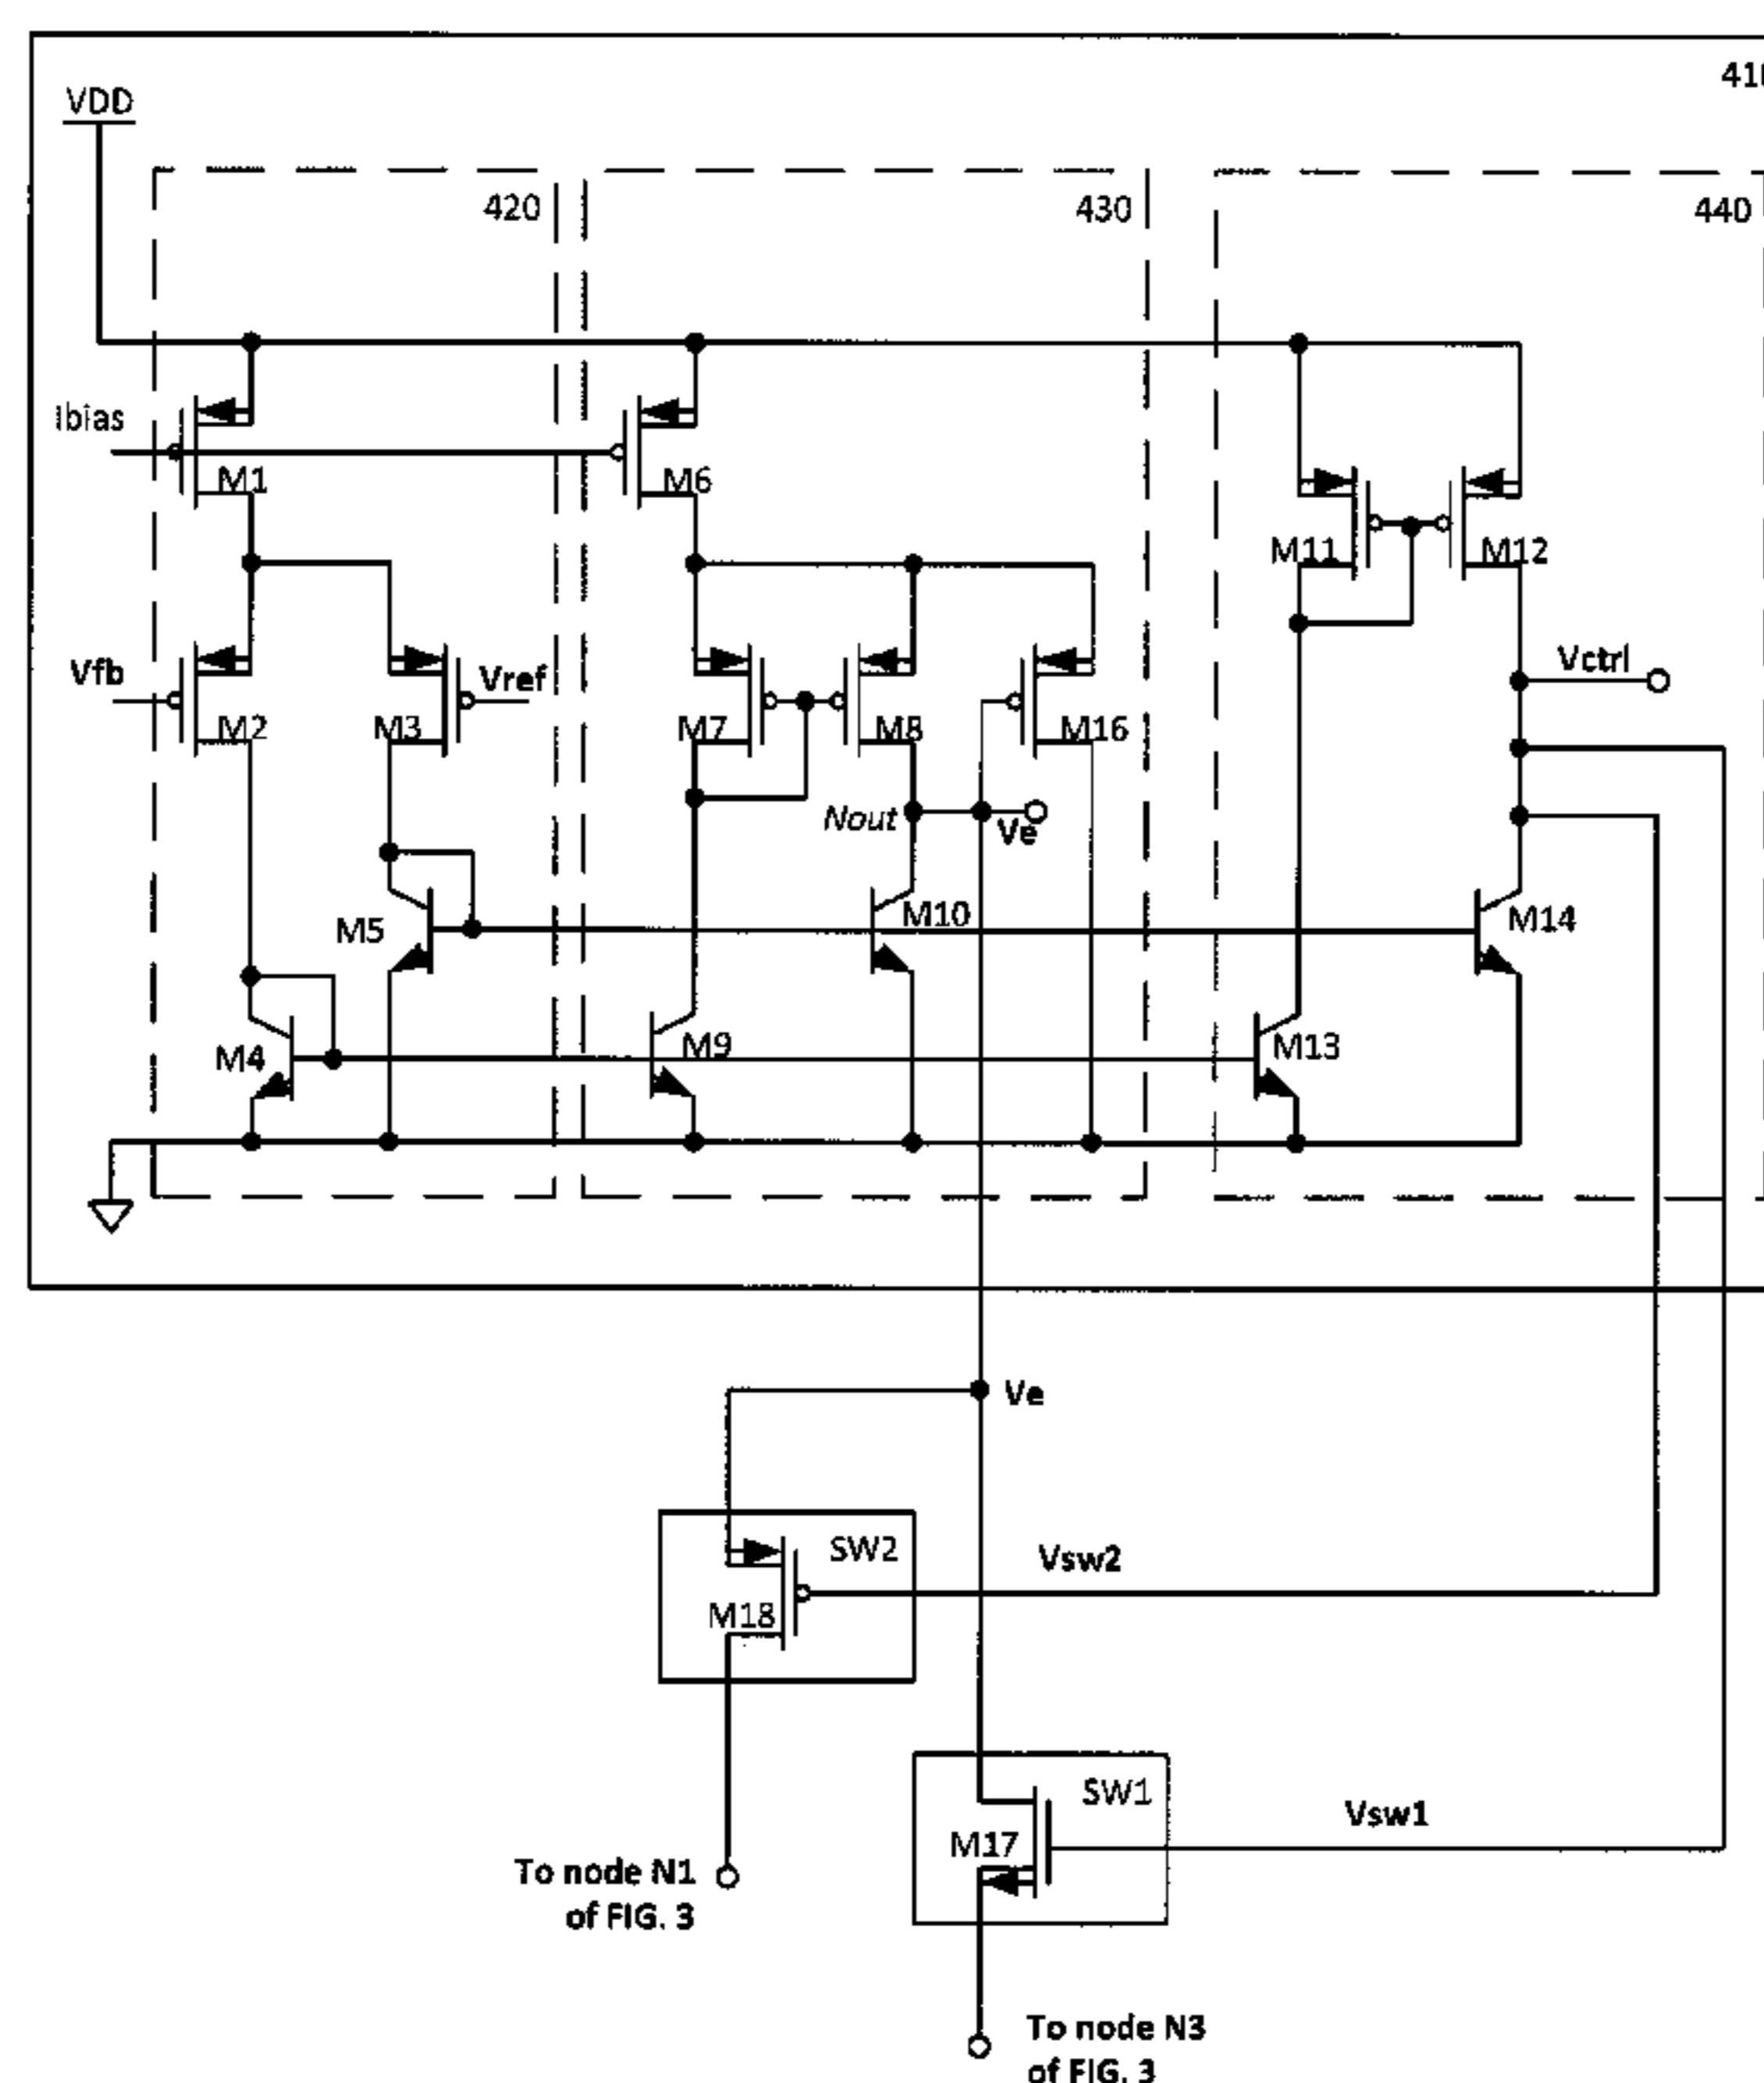 410
VDD
420
430
440
Ibias
M1
M6
M11
M12
Vfb
Vref
Vctrl
M2
M3
M7
M8
M16
Nout
Ve
M5
M10
M14
M4
M9
M13
Ve
SW2
Vsw2
M18
SW1
Vsw1
M17
To node N1
of FIG. 3
To node N3
of FIG. 3